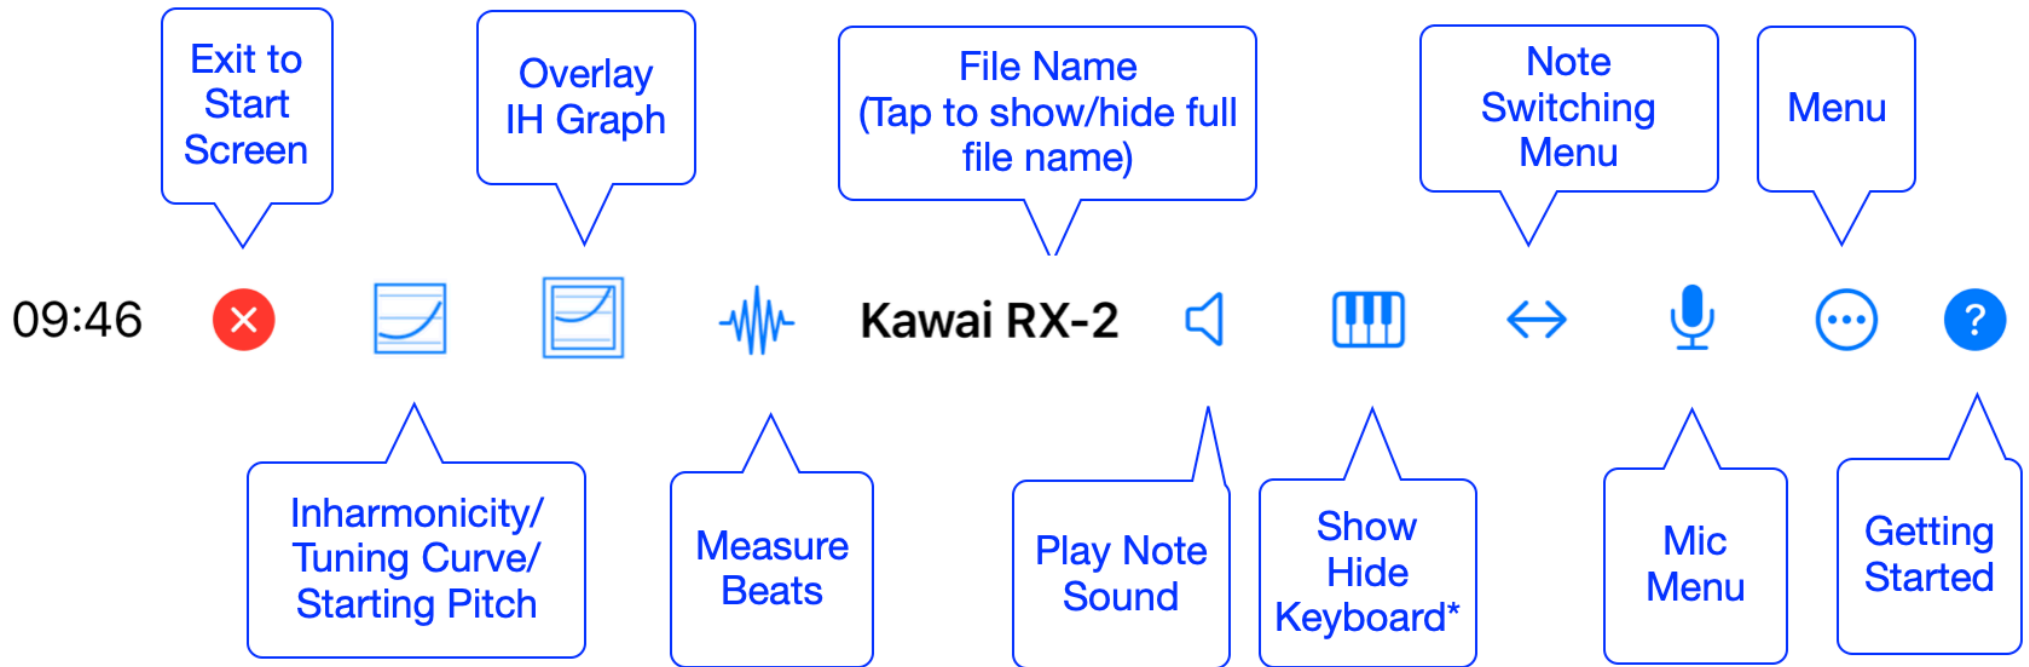 Exit to
Start
Screen
Overlay
IH Graph
File Name
(Tap to show/hide full
file name)
Note
Switching
Menu
Menu
09:46
Kawai RX-2
?
Inharmonicity/
Tuning Curve/
Starting Pitch
Measure
Beats
Play Note
Sound
Show
Hide
Keyboard*
Mic
Menu
Getting
Started